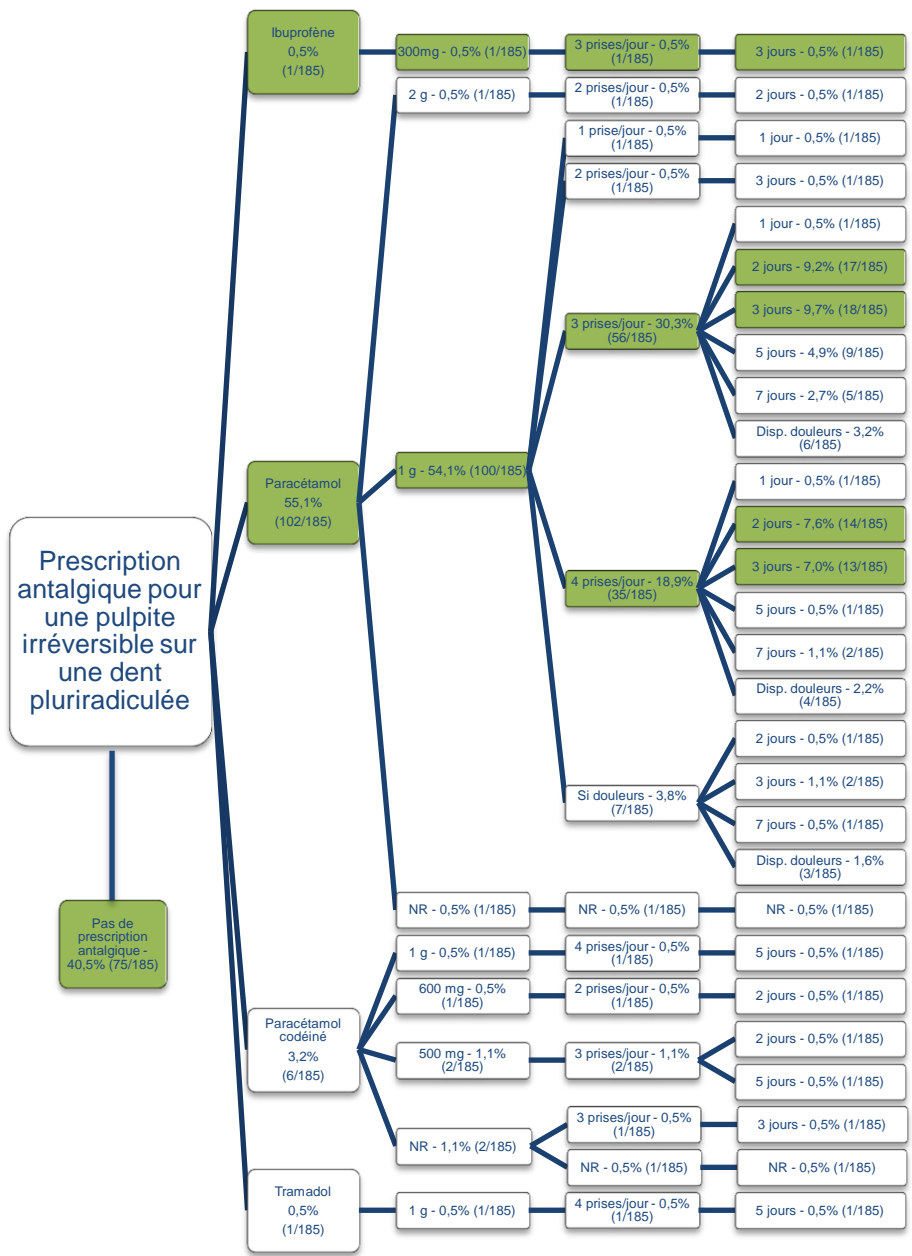 Prescription
antalgique pour
une pulpite
irréversible sur
une dent
pluriradiculée
Pas de
prescription
antalgique -
40,5% (75/185)
Ibuprofène
0,5%
(1/185)
300mg - 0,5% (1/185)
3 prises/jour - 0,5%
(1/185)
3 jours - 0,5% (1/185)
Paracétamol
55,1%
(102/185)
2 g - 0,5% (1/185)
2 prises/jour - 0,5%
(1/185)
2 jours - 0,5% (1/185)
1 g - 54,1% (100/185)
1 prise/jour - 0,5%
(1/185)
1 jour - 0,5% (1/185)
2 prises/jour - 0,5%
(1/185)
3 jours - 0,5% (1/185)
3 prises/jour - 30,3%
(56/185)
1 jour - 0,5% (1/185)
2 jours - 9,2% (17/185)
3 jours - 9,7% (18/185)
5 jours - 4,9% (9/185)
7 jours - 2,7% (5/185)
Disp. douleurs - 3,2%
(6/185)
4 prises/jour - 18,9%
(35/185)
1 jour - 0,5% (1/185)
2 jours - 7,6% (14/185)
3 jours - 7,0% (13/185)
5 jours - 0,5% (1/185)
7 jours - 1,1% (2/185)
Disp. douleurs - 2,2%
(4/185)
Si douleurs - 3,8%
(7/185)
2 jours - 0,5% (1/185)
3 jours - 1,1% (2/185)
7 jours - 0,5% (1/185)
Disp. douleurs - 1,6%
(3/185)
NR - 0,5% (1/185)
NR - 0,5% (1/185)
NR - 0,5% (1/185)
Paracétamol
codéiné
3,2%
(6/185)
1 g - 0,5% (1/185)
4 prises/jour - 0,5%
(1/185)
5 jours - 0,5% (1/185)
600 mg - 0,5%
(1/185)
2 prises/jour - 0,5%
(1/185)
2 jours - 0,5% (1/185)
500 mg - 1,1%
(2/185)
3 prises/jour - 1,1%
(2/185)
2 jours - 0,5% (1/185)
5 jours - 0,5% (1/185)
NR - 1,1% (2/185)
3 prises/jour - 0,5%
(1/185)
3 jours - 0,5% (1/185)
NR - 0,5% (1/185)
NR - 0,5% (1/185)
Tramadol
0,5%
(1/185)
1 g - 0,5% (1/185)
4 prises/jour - 0,5%
(1/185)
5 jours - 0,5% (1/185)